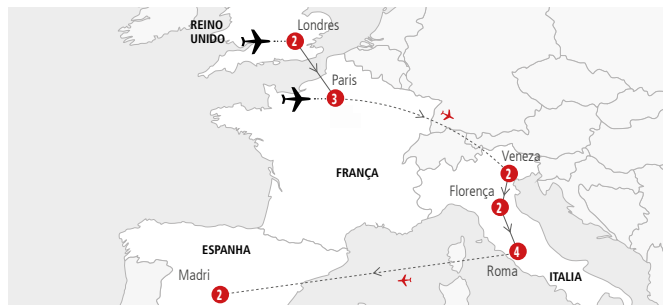 REINO
UNIDO
Londres
2
Paris
3
FRANÇA
Veneza
2
Florença
2
4
Roma
ITALIA
ESPANHA
Madri
2